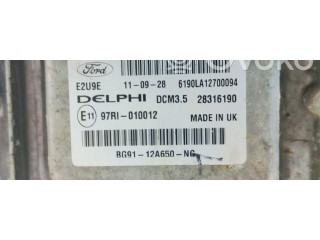 OVOKO
Ford
E2U9E 11-09-28 6190LA12700094
DELPHI DCM3.5 28316190
E11 97RI-010012 MADE IN UK
BG91-12A650-NG